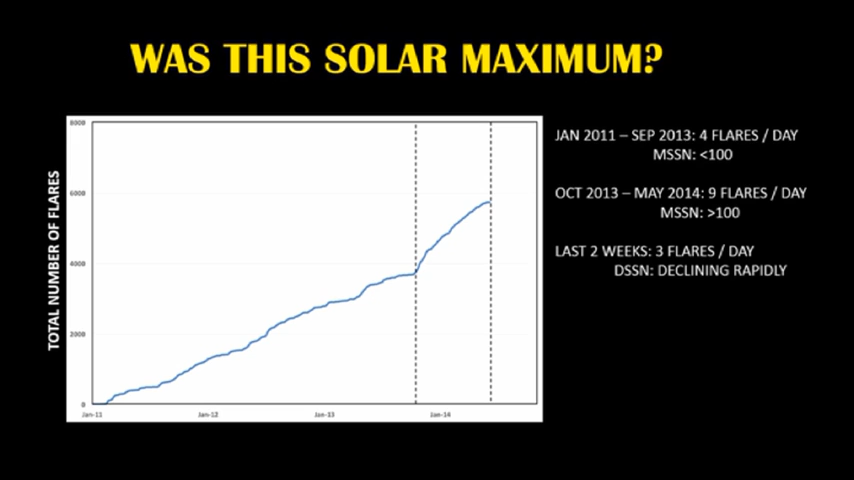 WAS THIS SOLAR MAXIMUM?
TOTAL NUMBER OF FLARES
8000
6000
4000
2000
0
Jan-11
Jan-12
Jan-13
Jan-14
JAN 2011 – SEP 2013: 4 FLARES / DAY
MSSN: <100
OCT 2013 – MAY 2014: 9 FLARES / DAY
MSSN: >100
LAST 2 WEEKS: 3 FLARES / DAY
DSSN: DECLINING RAPIDLY